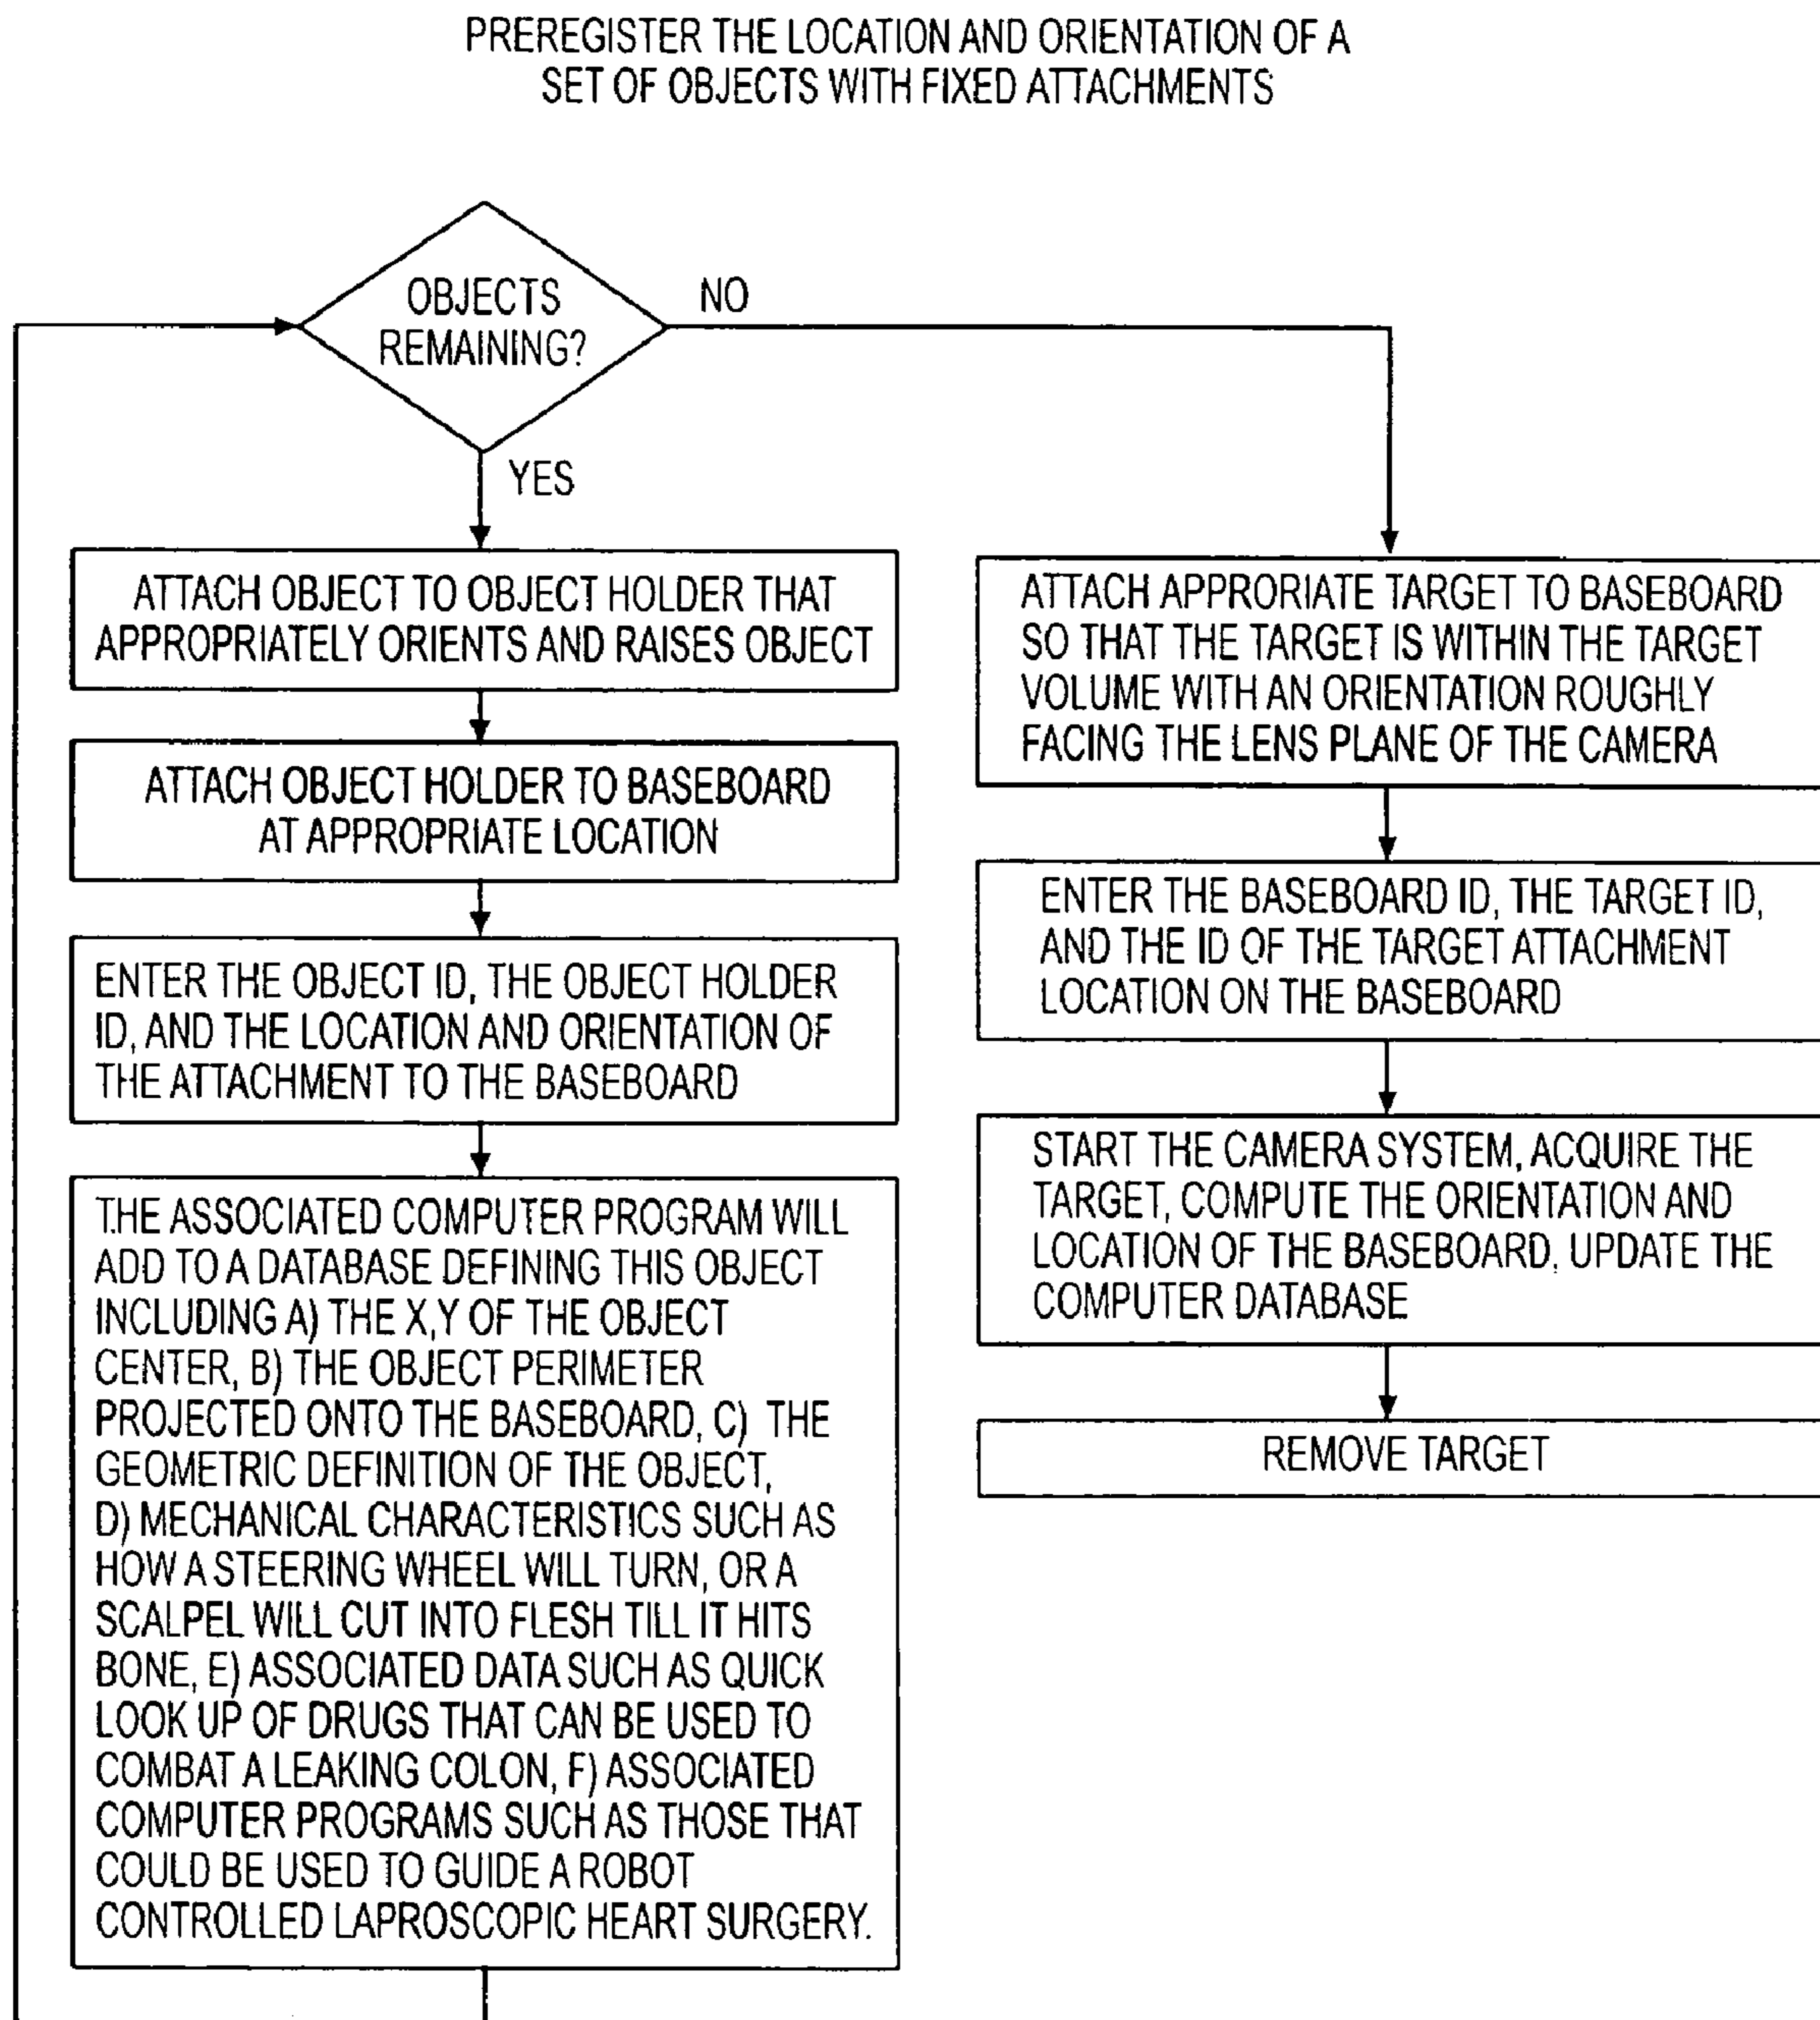 PREREGISTER THE LOCATION AND ORIENTATION OF A
SET OF OBJECTS WITH FIXED ATTACHMENTS
OBJECTS
REMAINING?
NO
YES
ATTACH OBJECT TO OBJECT HOLDER THAT
APPROPRIATELY ORIENTS AND RAISES OBJECT
ATTACH OBJECT HOLDER TO BASEBOARD
AT APPROPRIATE LOCATION
ENTER THE OBJECT ID, THE OBJECT HOLDER
ID, AND THE LOCATION AND ORIENTATION OF
THE ATTACHMENT TO THE BASEBOARD
THE ASSOCIATED COMPUTER PROGRAM WILL
ADD TO A DATABASE DEFINING THIS OBJECT
INCLUDING A) THE X,Y OF THE OBJECT
CENTER, B) THE OBJECT PERIMETER
PROJECTED ONTO THE BASEBOARD, C) THE
GEOMETRIC DEFINITION OF THE OBJECT,
D) MECHANICAL CHARACTERISTICS SUCH AS
HOW A STEERING WHEEL WILL TURN, OR A
SCALPEL WILL CUT INTO FLESH TILL IT HITS
BONE, E) ASSOCIATED DATA SUCH AS QUICK
LOOK UP OF DRUGS THAT CAN BE USED TO
COMBAT A LEAKING COLON, F) ASSOCIATED
COMPUTER PROGRAMS SUCH AS THOSE THAT
COULD BE USED TO GUIDE A ROBOT
CONTROLLED LAPROSCOPIC HEART SURGERY.
ATTACH APPRORIATE TARGET TO BASEBOARD
SO THAT THE TARGET IS WITHIN THE TARGET
VOLUME WITH AN ORIENTATION ROUGHLY
FACING THE LENS PLANE OF THE CAMERA
ENTER THE BASEBOARD ID, THE TARGET ID,
AND THE ID OF THE TARGET ATTACHMENT
LOCATION ON THE BASEBOARD
START THE CAMERA SYSTEM, ACQUIRE THE
TARGET, COMPUTE THE ORIENTATION AND
LOCATION OF THE BASEBOARD, UPDATE THE
COMPUTER DATABASE
REMOVE TARGET